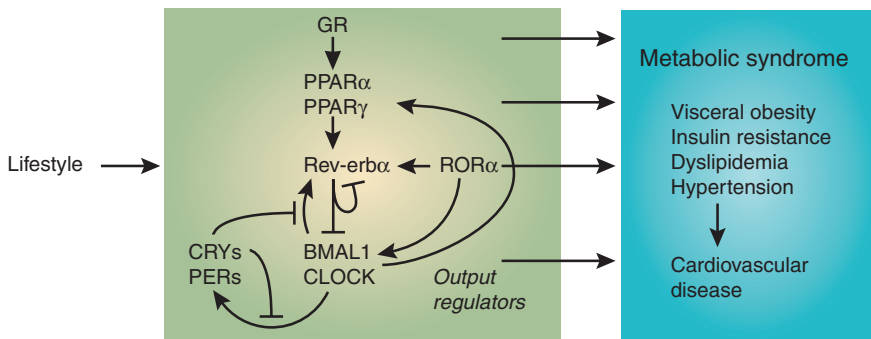 GR
PPARα
PPARγ
Lifestyle
Rev-erbα
RORα
CRYs
PERs
BMAL1
CLOCK
Output
regulators
Metabolic syndrome
Visceral obesity
Insulin resistance
Dyslipidemia
Hypertension
Cardiovascular
disease